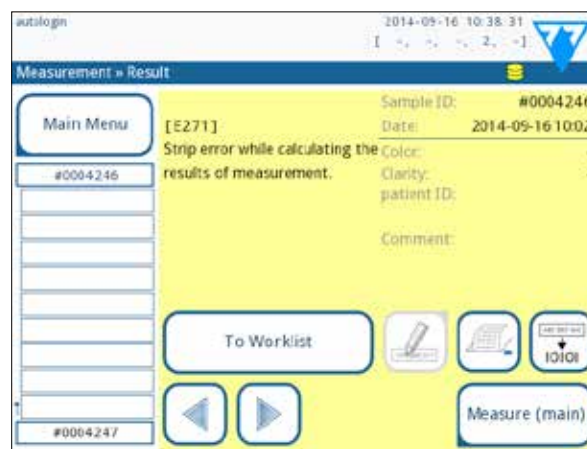 autologin
2014-09-16 10:38:31
[ -, -, -, 2, -]
Measurement » Result
Main Menu
#0004246
#0004247
[E271]
Strip error while calculating the
results of measurement.
Sample ID: #0004246
Date: 2014-09-16 10:02
Color:
Clarity:
patient ID:
Comment:
To Worklist
IOIOI
Measure (main)